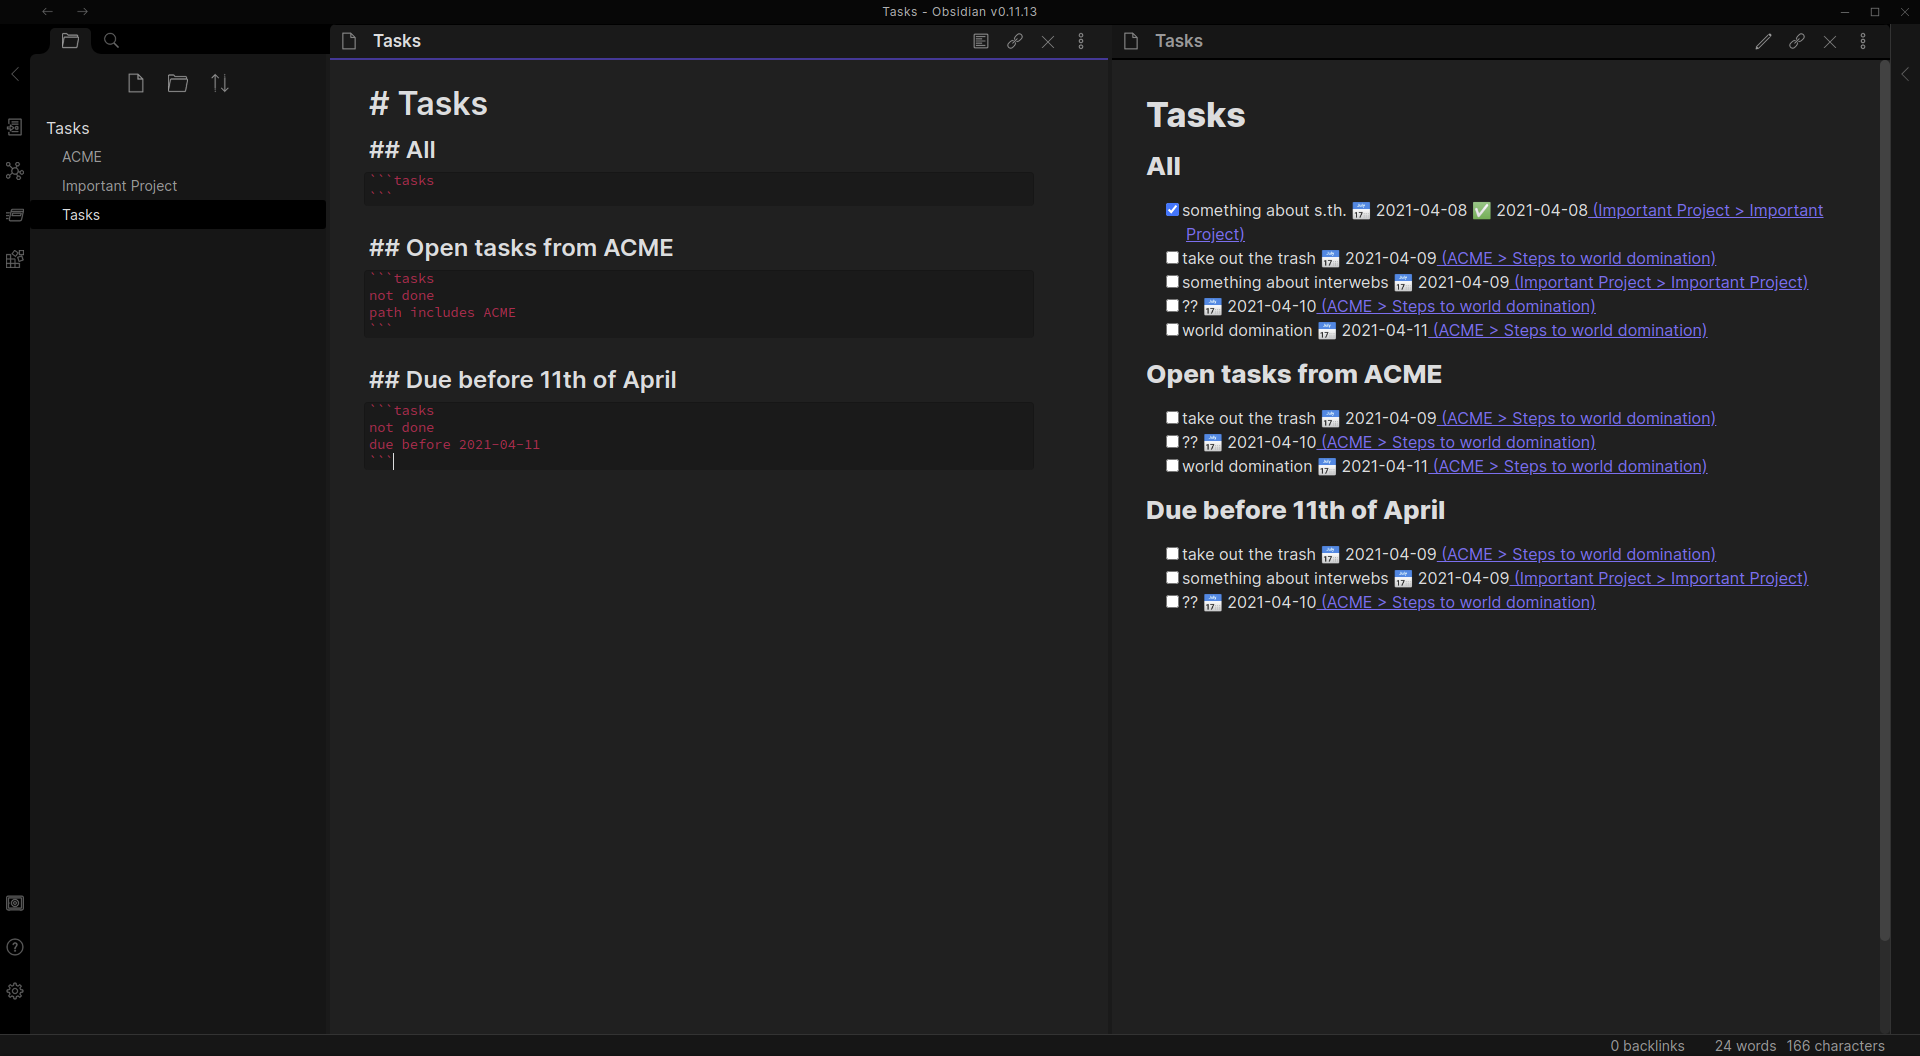 Tasks - Obsidian v0.11.13
Tasks
ACME
Important Project
Tasks
Tasks
# Tasks
## All
```tasks
```
## Open tasks from ACME
```tasks
not done
path includes ACME
```
## Due before 11th of April
```tasks
not done
due before 2021-04-11
```
Tasks
Tasks
All
something about s.th. 📅 2021-04-08 ✅ 2021-04-08 (Important Project > Important
Project)
take out the trash 📅 2021-04-09 (ACME > Steps to world domination)
something about interwebs 📅 2021-04-09 (Important Project > Important Project)
?? 📅 2021-04-10 (ACME > Steps to world domination)
world domination 📅 2021-04-11 (ACME > Steps to world domination)
Open tasks from ACME
take out the trash 📅 2021-04-09 (ACME > Steps to world domination)
?? 📅 2021-04-10 (ACME > Steps to world domination)
world domination 📅 2021-04-11 (ACME > Steps to world domination)
Due before 11th of April
take out the trash 📅 2021-04-09 (ACME > Steps to world domination)
something about interwebs 📅 2021-04-09 (Important Project > Important Project)
?? 📅 2021-04-10 (ACME > Steps to world domination)
0 backlinks 24 words 166 characters